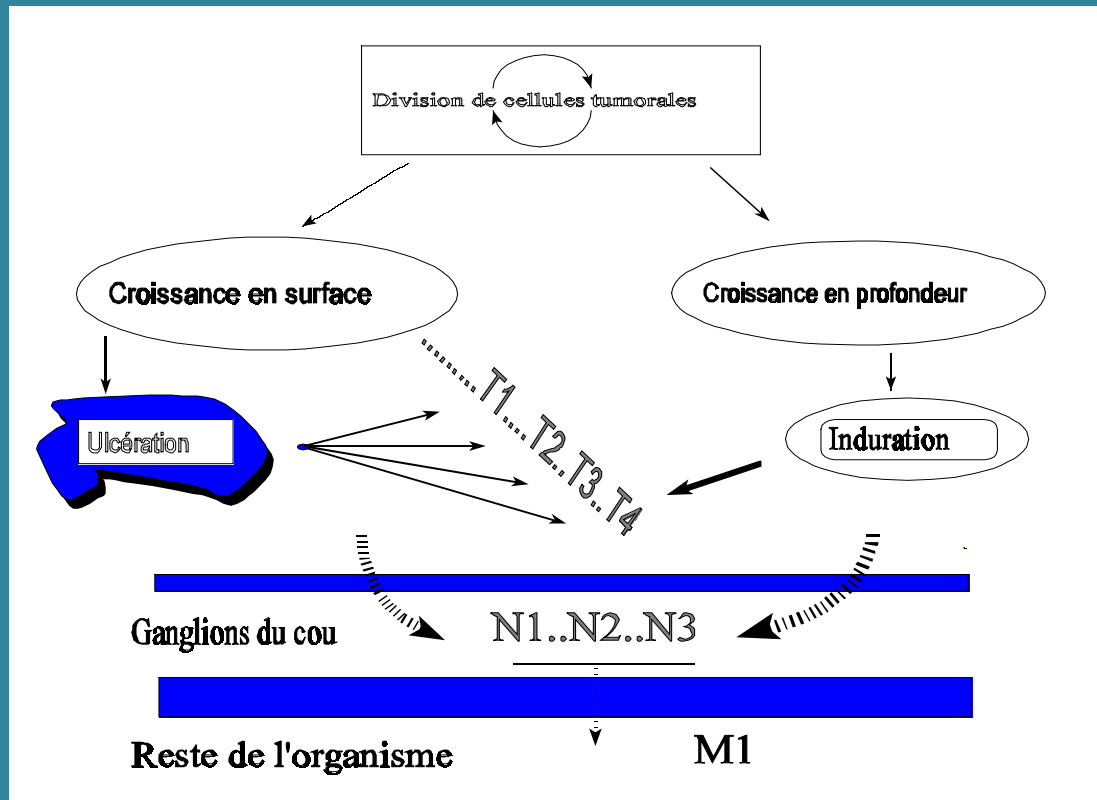 Division de cellules tumorales
Croissance en surface
Croissance en profondeur
........T1....T2..T3..T4
Ulcération
Induration
Ganglions du cou
N1..N2..N3
Reste de l'organisme
M1